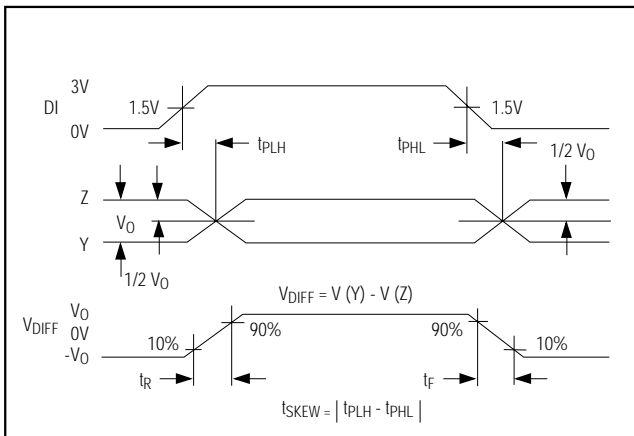 3V
DI
1.5V
1.5V
0V
tPLH
tPHL
1/2 VO
Z
VO
Y
1/2 VO
VDIFF = V (Y) - V (Z)
VO
VDIFF
0V
-VO
10%
90%
90%
10%
tR
tF
tSKEW = | tPLH - tPHL |